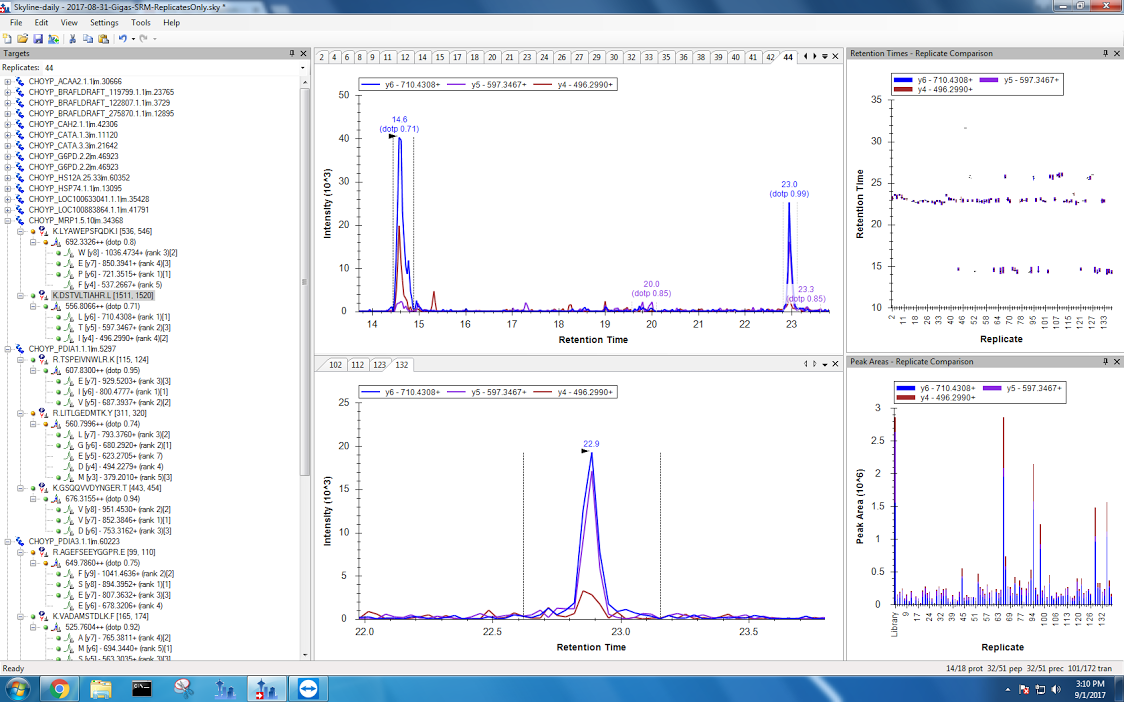 Skyline-daily - 2017-08-31-Gigas-SRM-ReplicatesOnly.sky *
File Edit View Settings Tools Help
Targets
Replicates: 44
CHOYP_ACAA2.1.1|m.30666
CHOYP_BRAFLDRAFT_119799.1.1|m.23765
CHOYP_BRAFLDRAFT_122807.1.1|m.3729
CHOYP_BRAFLDRAFT_275870.1.1|m.12895
CHOYP_CAH2.1.1|m.42306
CHOYP_CATA.1.3|m.11120
CHOYP_CATA.3.3|m.21642
CHOYP_G6PD.2.2|m.46923
CHOYP_G6PD.2.2|m.46923
CHOYP_HS12A.25.33|m.60352
CHOYP_HSP74.1.1|m.13095
CHOYP_LOC100633041.1.1|m.35428
CHOYP_LOC100883864.1.1|m.41791
CHOYP_MRP1.5.10|m.34368
K.LYAWEPSFQDK.I [536, 546]
692.3326++ (dotp 0.8)
W [y8] - 1036.4734+ (rank 3)[2]
E [y7] - 850.3941+ (rank 4)[3]
P [y6] - 721.3515+ (rank 1)[1]
F [y4] - 537.2667+ (rank 5)
K.DSTVLTIAHR.L [1511, 1520]
556.8066++ (dotp 0.71)
L [y6] - 710.4308+ (rank 1)[1]
T [y5] - 597.3467+ (rank 2)[3]
I [y4] - 496.2990+ (rank 4)[2]
CHOYP_PDIA1.1.1|m.5297
R.TSPEIVNWLR.K [115, 124]
607.8300++ (dotp 0.95)
E [y7] - 929.5203+ (rank 3)[3]
I [y6] - 800.4777+ (rank 1)[1]
V [y5] - 687.3937+ (rank 2)[2]
R.LITLGEDMTK.Y [311, 320]
560.7996++ (dotp 0.74)
L [y7] - 793.3760+ (rank 3)[2]
G [y6] - 680.2920+ (rank 2)[1]
E [y5] - 623.2705+ (rank 7)
D [y4] - 494.2279+ (rank 4)
M [y3] - 379.2010+ (rank 5)[3]
K.GSQQVVDYNGER.T [443, 454]
676.3155++ (dotp 0.94)
V [y8] - 951.4530+ (rank 2)[2]
V [y7] - 852.3846+ (rank 1)[1]
D [y6] - 753.3162+ (rank 3)[3]
CHOYP_PDIA3.1.1|m.60223
R.AGEFSEEYGGPR.E [99, 110]
649.7860++ (dotp 0.75)
F [y9] - 1041.4636+ (rank 2)[2]
S [y8] - 894.3952+ (rank 1)[1]
E [y7] - 807.3632+ (rank 3)[3]
E [y6] - 678.3206+ (rank 4)
K.VADAMSTDLK.F [165, 174]
525.7604++ (dotp 0.92)
A [y7] - 765.3811+ (rank 4)[2]
M [y6] - 694.3440+ (rank 5)[1]
S [y5] - 563.3035+ (rank 3)[3]
2 4 6 8 9 11 12 14 15 17 18 20 21 23 24 26 27 29 30 32 33 35 36 38 39 40 41 42 44
y6 - 710.4308+ y5 - 597.3467+ y4 - 496.2990+
50
40
30
20
10
0
Intensity (10^3)
14.6
(dotp 0.71)
23.0
(dotp 0.99)
20.0
(dotp 0.85)
23.3
(dotp 0.85)
14 15 16 17 18 19 20 21 22 23
Retention Time
102 112 123 132
y6 - 710.4308+ y5 - 597.3467+ y4 - 496.2990+
25
20
15
10
5
0
Intensity (10^3)
22.9
22.0 22.5 23.0 23.5
Retention Time
Retention Times - Replicate Comparison
y6 - 710.4308+ y5 - 597.3467+
y4 - 496.2990+
35
30
25
20
15
10
Retention Time
2 11 18 26 33 40 46 52 58 64 70 78 95 101 107 115 121 127 133
Replicate
Peak Areas - Replicate Comparison
y6 - 710.4308+ y5 - 597.3467+
y4 - 496.2990+
3
2.5
2
1.5
1
0.5
0
Peak Area (10^6)
Library 9 17 24 32 39 45 51 57 63 69 77 94 100 106 113 120 126 132
Replicate
Ready
14/18 prot 32/51 pep 32/51 prec 101/172 tran
3:10 PM
9/1/2017